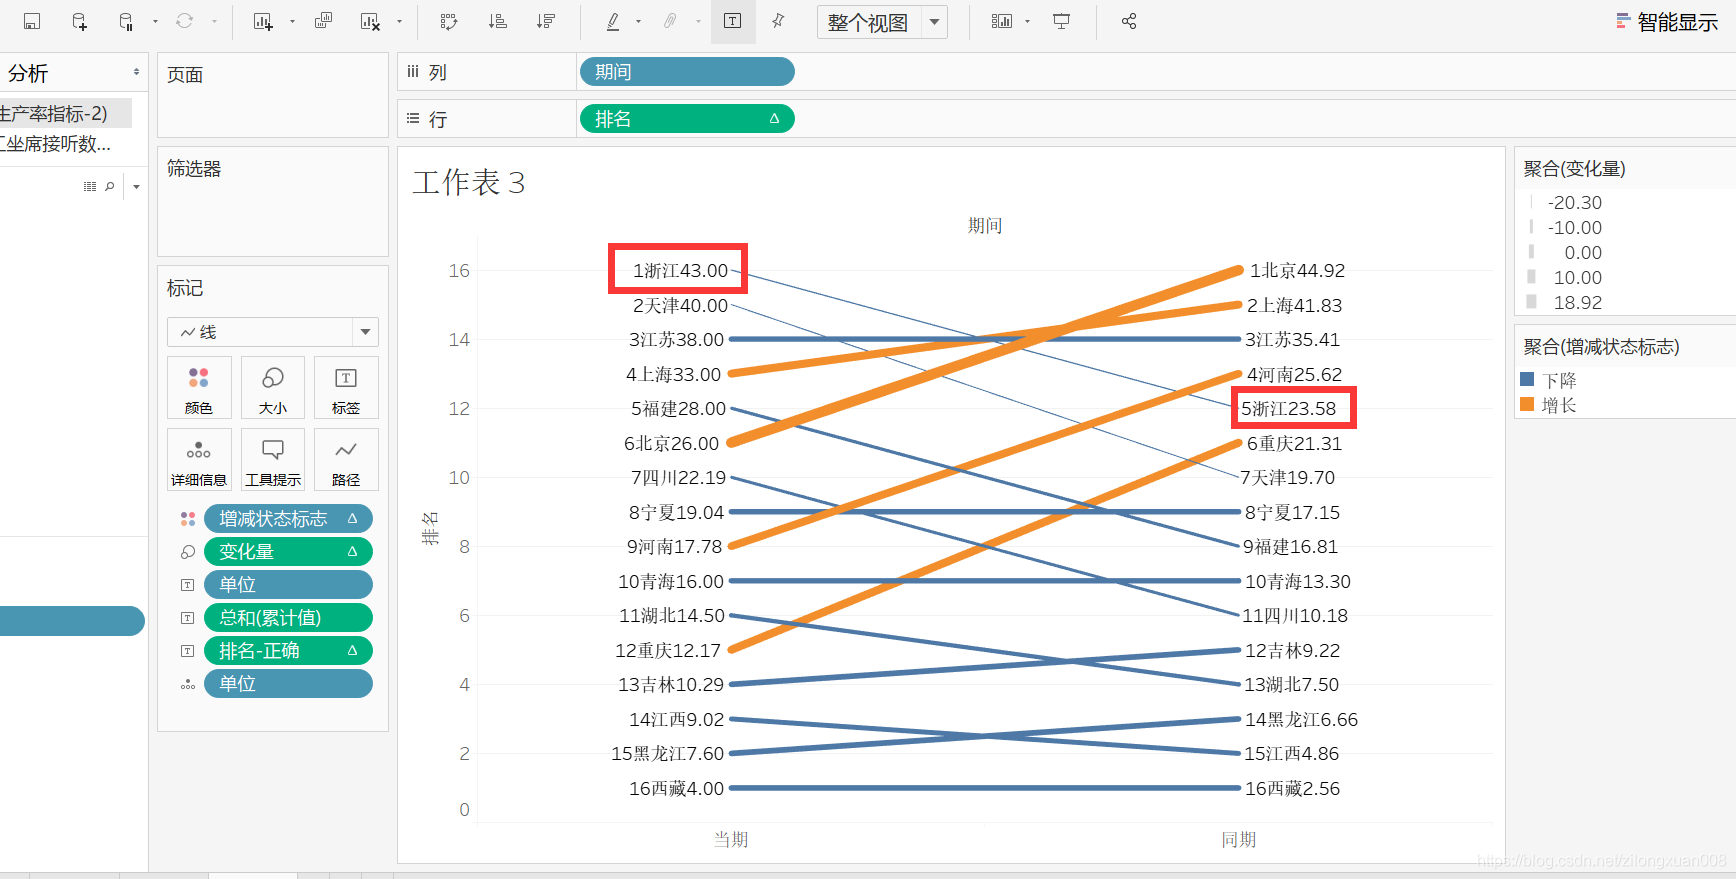 整个视图
智能显示
分析
生产率指标-2)
坐席接听数...
页面
筛选器
标记
线
颜色
大小
标签
详细信息
工具提示
路径
增减状态标志
变化量
单位
总和(累计值)
排名-正确
单位
列
期间
行
排名
工作表 3
期间
排名
16
14
12
10
8
6
4
2
0
1浙江43.00
2天津40.00
3江苏38.00
4上海33.00
5福建28.00
6北京26.00
7四川22.19
8宁夏19.04
9河南17.78
10青海16.00
11湖北14.50
12重庆12.17
13吉林10.29
14江西9.02
15黑龙江7.60
16西藏4.00
1北京44.92
2上海41.83
3江苏35.41
4河南25.62
5浙江23.58
6重庆21.31
7天津19.70
8宁夏17.15
9福建16.81
10青海13.30
11四川10.18
12吉林9.22
13湖北7.50
14黑龙江6.66
15江西4.86
16西藏2.56
当期
同期
聚合(变化量)
-20.30
-10.00
0.00
10.00
18.92
聚合(增减状态标志)
下降
增长
https://blog.csdn.net/zilongxuan008